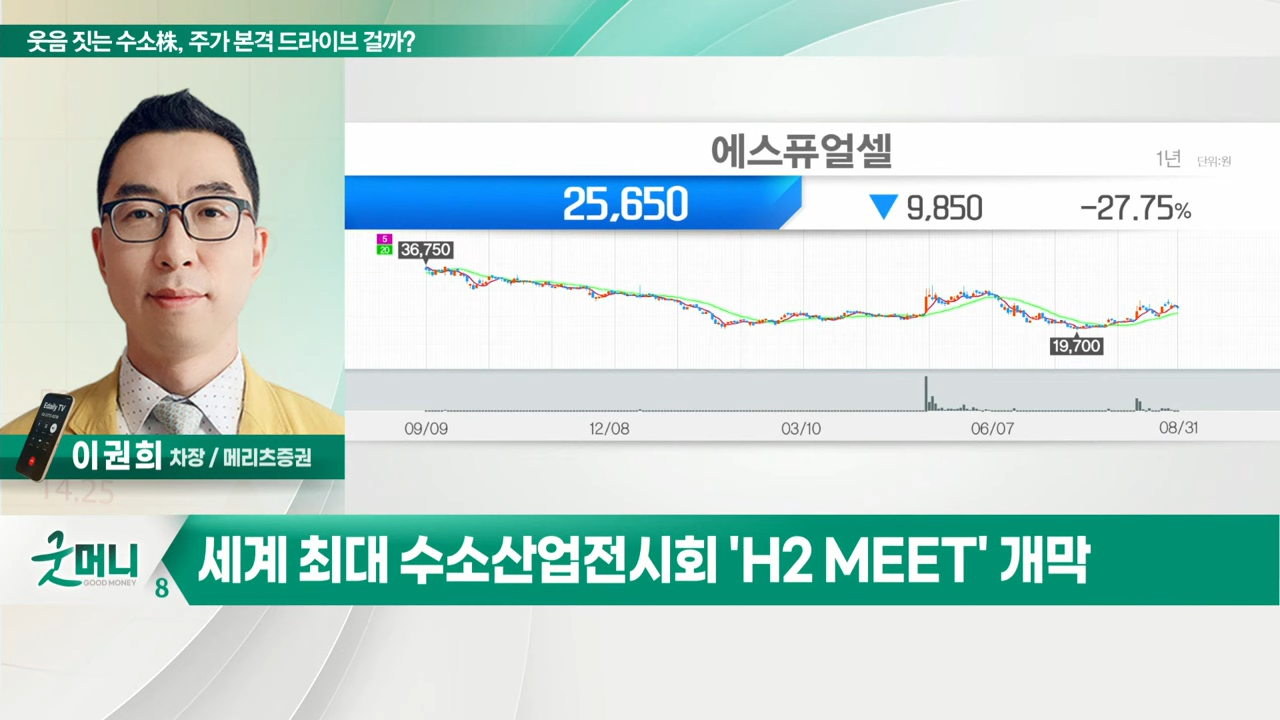 웃음 짓는 수소株, 주가 본격 드라이브 걸까?
에스퓨얼셀
1년 단위:원
25,650 ▼ 9,850 -27.75%
5
20
36,750
19,700
09/09 12/08 03/10 06/07 08/31
Edaily TV
이권희 차장 / 메리츠증권
14.25
굿머니
GOOD MONEY
8
세계 최대 수소산업전시회 'H2 MEET' 개막